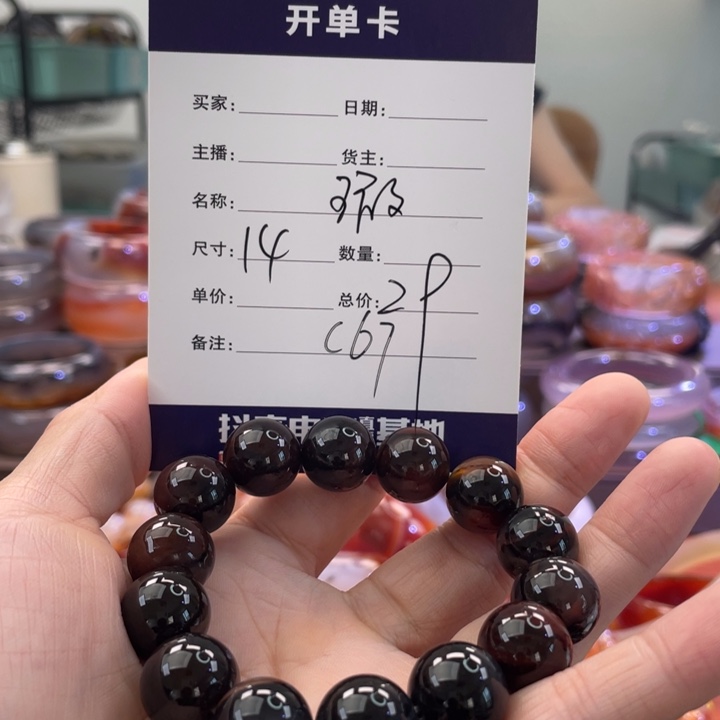 开单卡
买家: 日期:
主播: 货主:
名称:
尺寸: 14 数量:
单价: 总价: 29
备注: C67